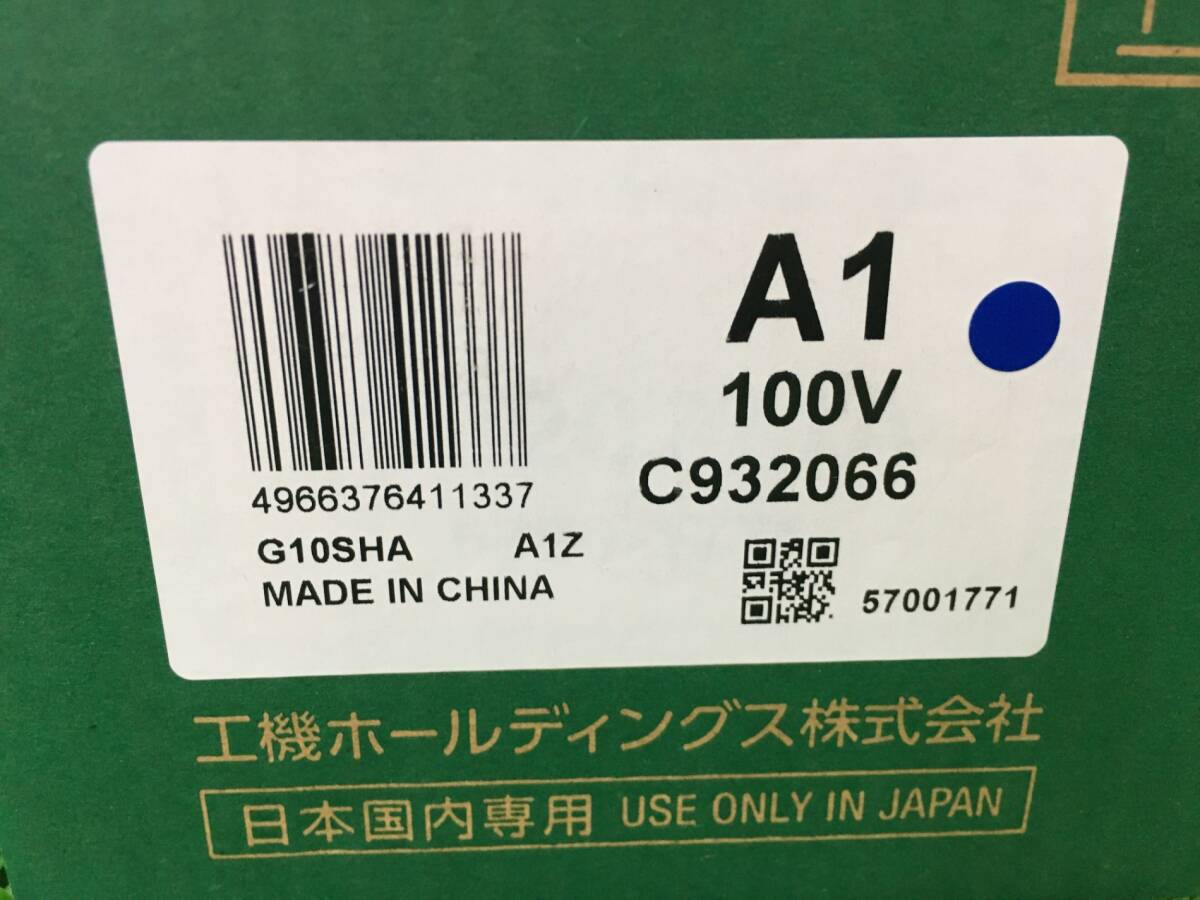 A1
100V
C932066
4966376411337
G10SHA A1Z
MADE IN CHINA
57001771
工機ホールディングス株式会社
日本国内専用 USE ONLY IN JAPAN